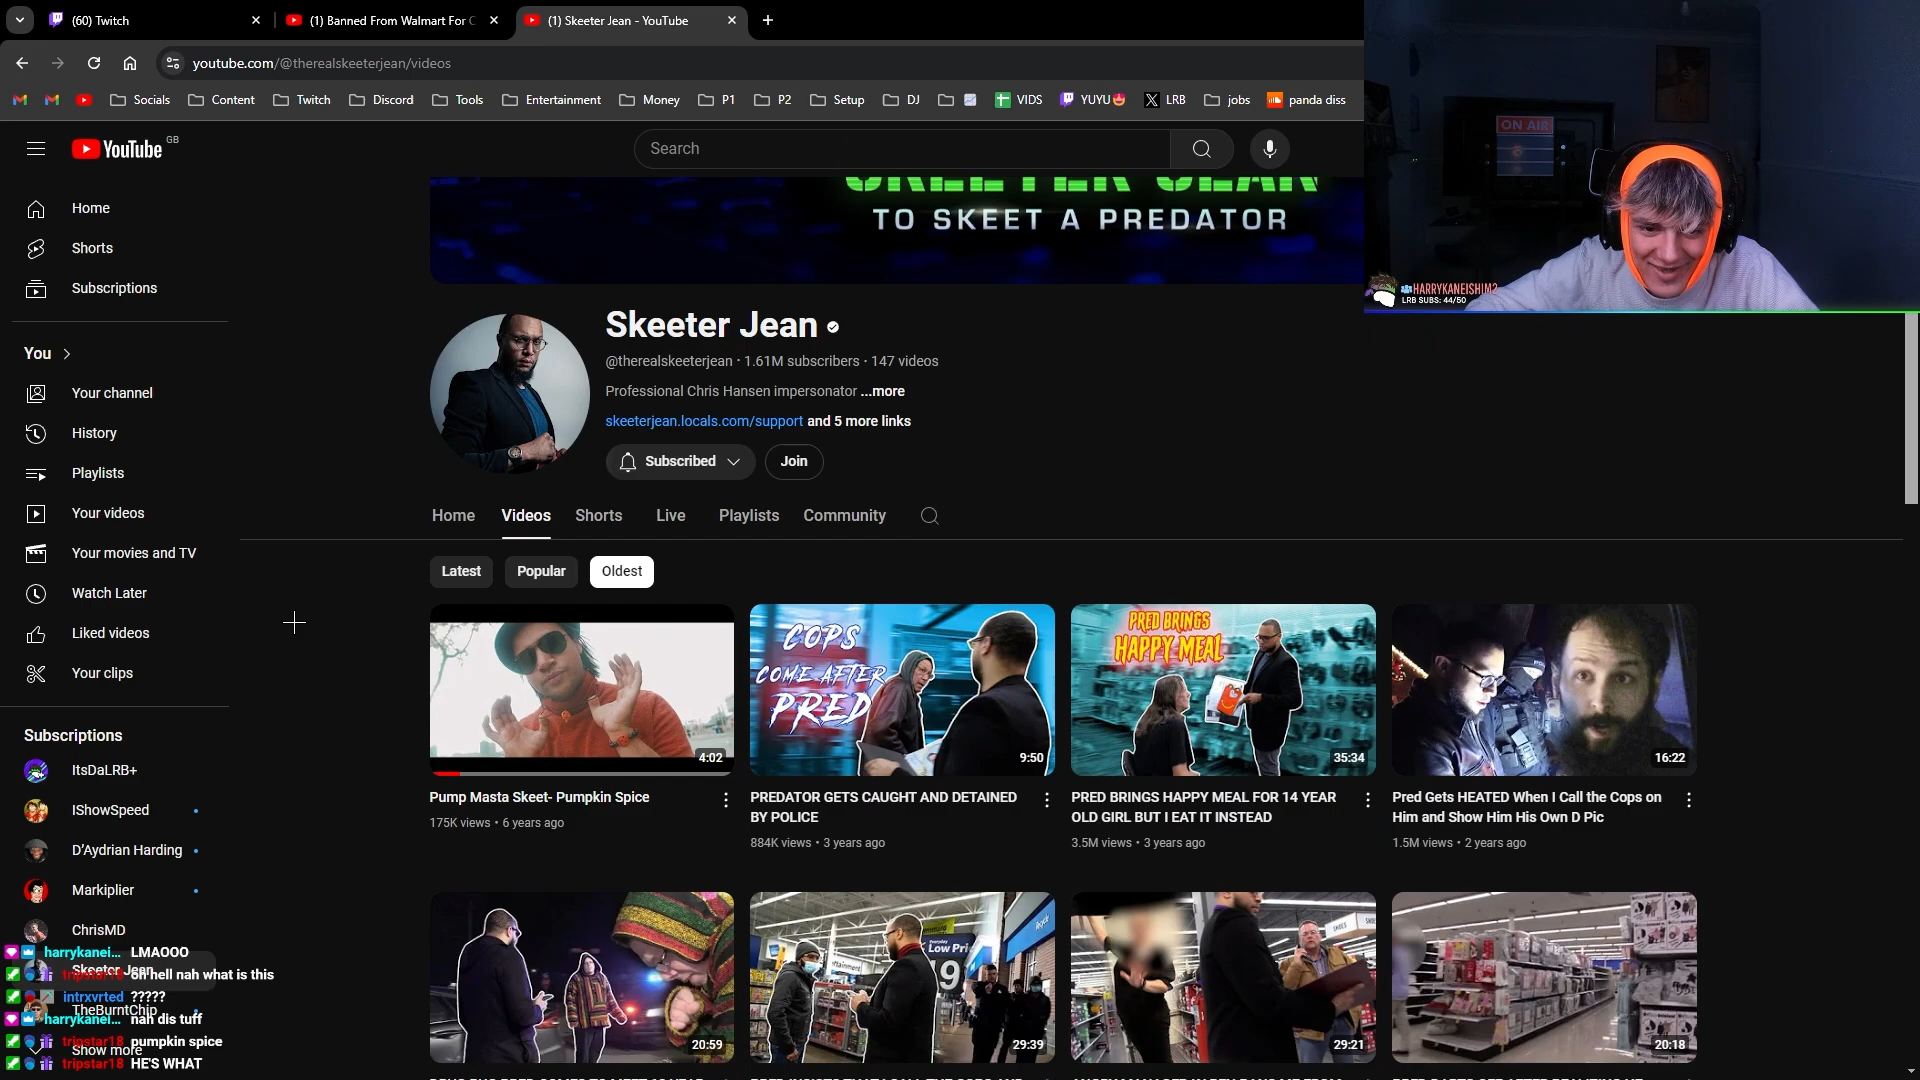 (60) Twitch
(1) Banned From Walmart For C
(1) Skeeter Jean - YouTube
youtube.com/@therealskeeterjean/videos
Socials
Content
Twitch
Discord
Tools
Entertainment
Money
P1
P2
Setup
DJ
VIDS
YUYU
LRB
jobs
panda diss
YouTube GB
Search
ON AIR
HARRYKANEISHIM2
LRB SUBS: 44/50
Home
Shorts
Subscriptions
You
Your channel
History
Playlists
Your videos
Your movies and TV
Watch Later
Liked videos
Your clips
Subscriptions
ItsDaLRB+
IShowSpeed
D'Aydrian Harding
Markiplier
ChrisMD
Skeeter Jean
TheBurntChip
Show more
harrykanei... LMAOOO
tripstar18 oh hell nah what is this
intrxvrted ?????
harrykanei... nah dis tuff
tripstar18 pumpkin spice
tripstar18 HE'S WHAT
SKEETER JEAN
TO SKEET A PREDATOR
Skeeter Jean
@therealskeeterjean · 1.61M subscribers · 147 videos
Professional Chris Hansen impersonator ...more
skeeterjean.locals.com/support and 5 more links
Subscribed
Join
Home
Videos
Shorts
Live
Playlists
Community
Latest
Popular
Oldest
4:02
Pump Masta Skeet- Pumpkin Spice
175K views • 6 years ago
COPS
COME AFTER
PRED
9:50
PREDATOR GETS CAUGHT AND DETAINED
BY POLICE
884K views • 3 years ago
PRED BRINGS
HAPPY MEAL
35:34
PRED BRINGS HAPPY MEAL FOR 14 YEAR
OLD GIRL BUT I EAT IT INSTEAD
3.5M views • 3 years ago
16:22
Pred Gets HEATED When I Call the Cops on
Him and Show Him His Own D Pic
1.5M views • 2 years ago
20:59
29:39
29:21
20:18